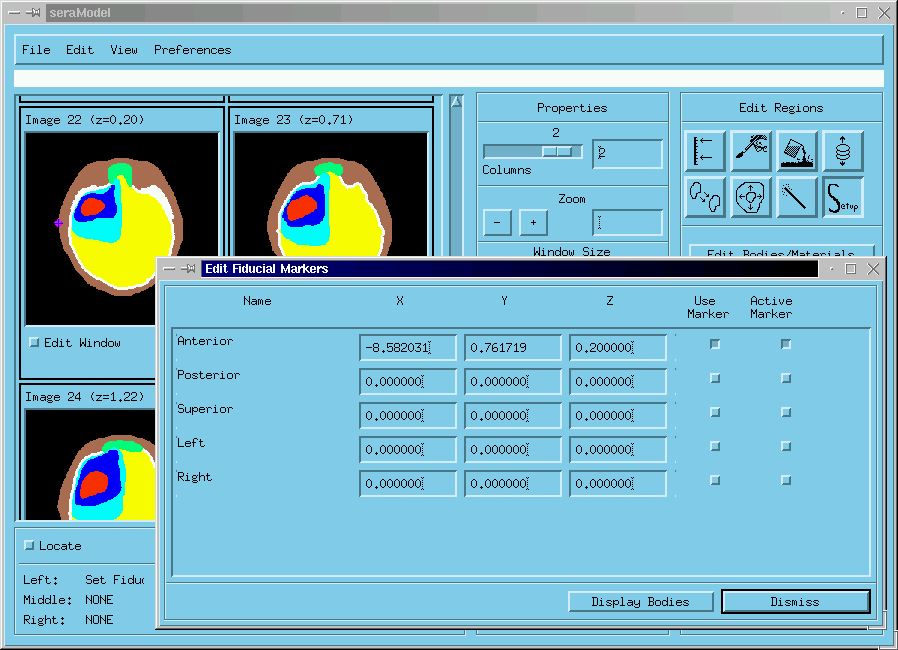 seraModel
File Edit View Preferences
Image 22 (z=0.20)
Image 23 (z=0.71)
Properties
2
Columns
2
Zoom
- +
Window Size
Edit Regions
Setup
Edit Bodies/Materials
Edit Window
Image 24 (z=1.22)
Locate
Left: Set Fiduc
Middle: NONE
Right: NONE
Edit Fiducial Markers
Name X Y Z Use Marker Active Marker
Anterior -8.582031 0.761719 0.200000
Posterior 0.000000 0.000000 0.000000
Superior 0.000000 0.000000 0.000000
Left 0.000000 0.000000 0.000000
Right 0.000000 0.000000 0.000000
Display Bodies Dismiss